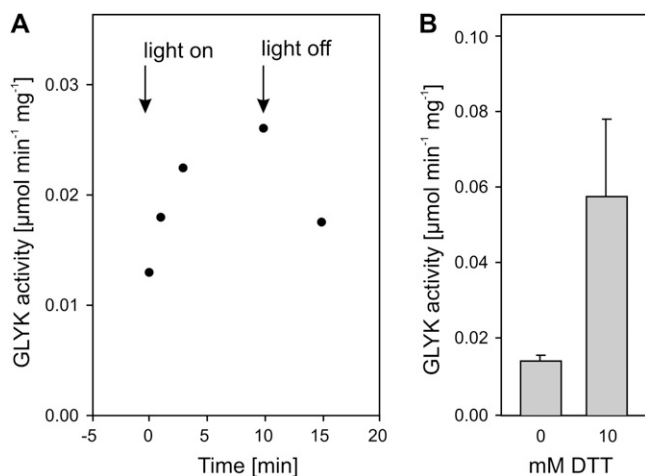 A
light on
light off
GLYK activity [µmol min⁻¹ mg⁻¹]
0.03
0.02
0.01
0.00
-5 0 5 10 15 20
Time [min]
B
GLYK activity [µmol min⁻¹ mg⁻¹]
0.10
0.08
0.06
0.04
0.02
0.00
0 10
mM DTT